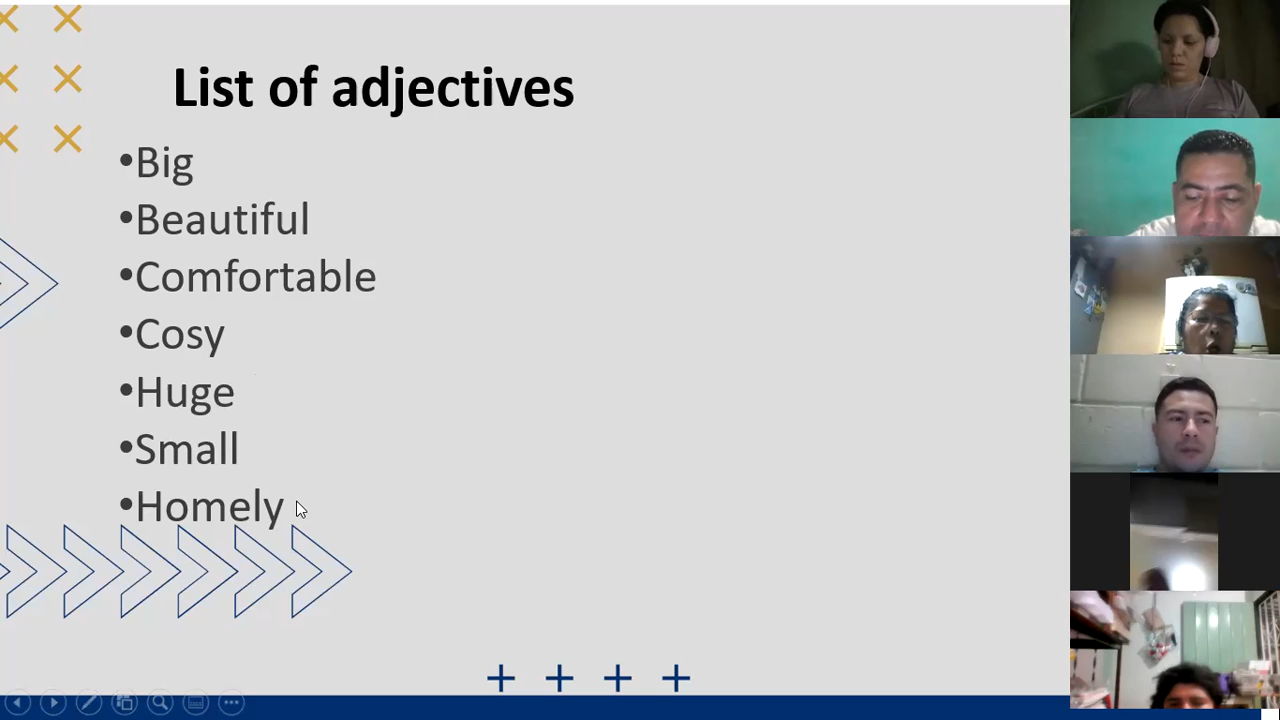 List of adjectives
•Big
•Beautiful
•Comfortable
•Cosy
•Huge
•Small
•Homely